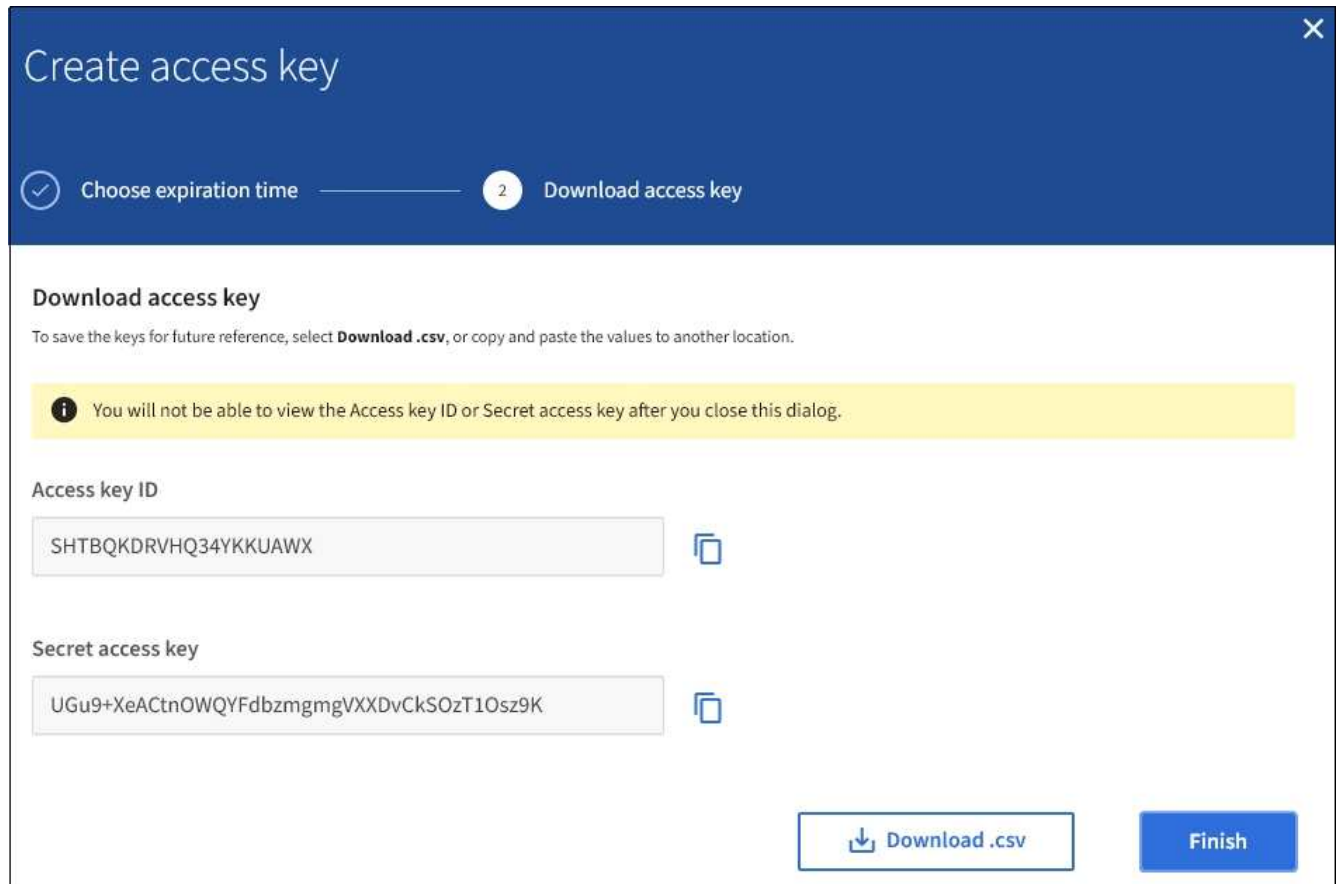 Create access key
Choose expiration time
2
Download access key
Download access key
To save the keys for future reference, select Download .csv, or copy and paste the values to another location.
You will not be able to view the Access key ID or Secret access key after you close this dialog.
Access key ID
SHTBQKDRVHQ34YKKUAWX
Secret access key
UGu9+XeACtnOWQYFdbzmgmgVXXDvCkSOzT1Osz9K
Download .csv
Finish